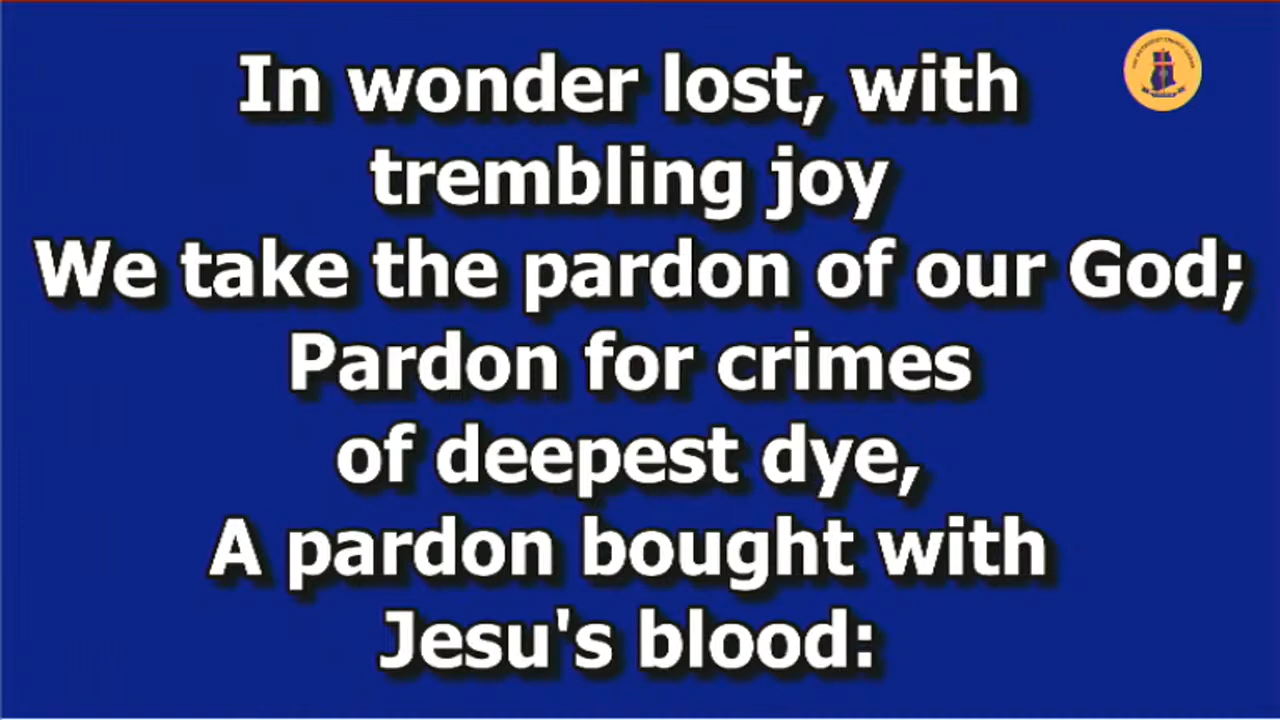 In wonder lost, with
trembling joy
We take the pardon of our God;
Pardon for crimes
of deepest dye,
A pardon bought with
Jesu's blood: